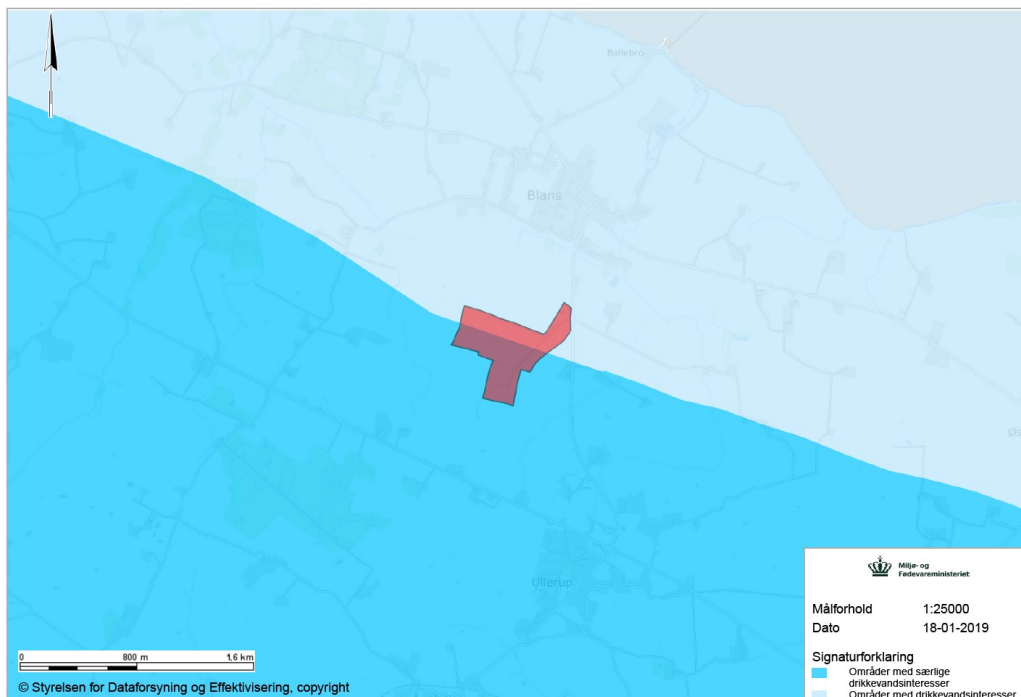 Ballebro
Blans
Øs
Ullerup
0 800 m 1,6 km
© Styrelsen for Dataforsyning og Effektivisering, copyright
Miljø- og
Fødevareministeriet
Målforhold 1:25000
Dato 18-01-2019
Signaturforklaring
Områder med særlige
drikkevandsinteresser
Områder med drikkevandsinteresser